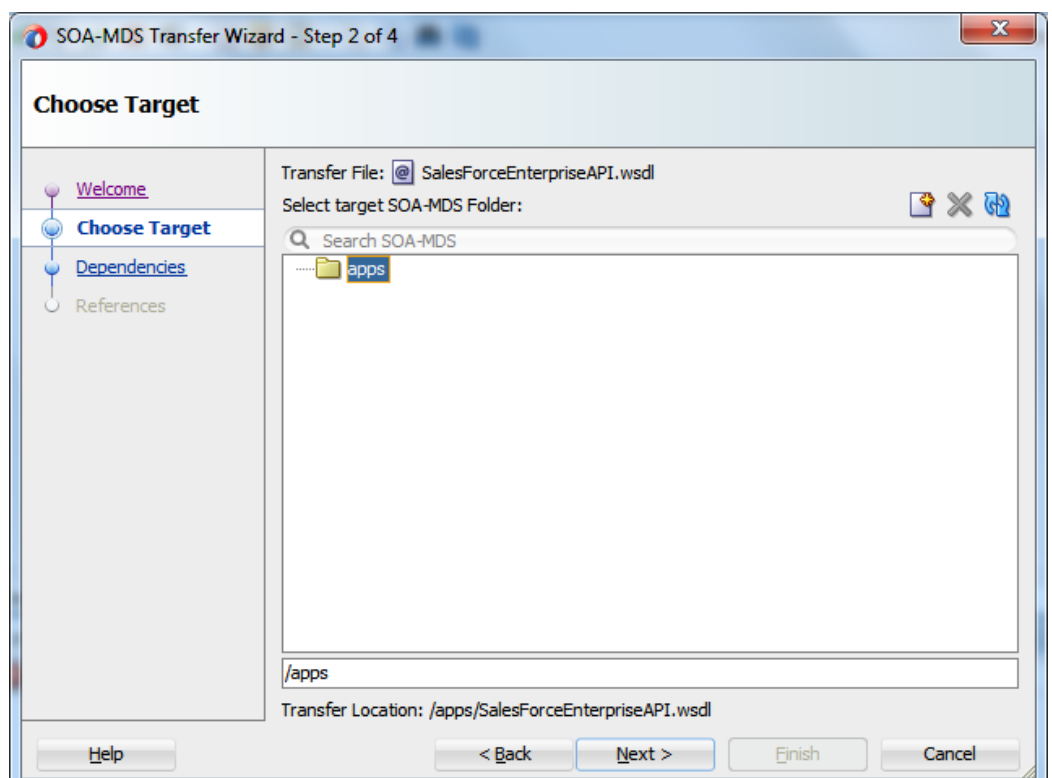 SOA-MDS Transfer Wizard - Step 2 of 4
x
Choose Target
Welcome
Choose Target
Dependencies
References
Transfer File: @ SalesForceEnterpriseAPI.wsdl
Select target SOA-MDS Folder:
Search SOA-MDS
apps
/apps
Transfer Location: /apps/SalesForceEnterpriseAPI.wsdl
Help
< Back
Next >
Finish
Cancel